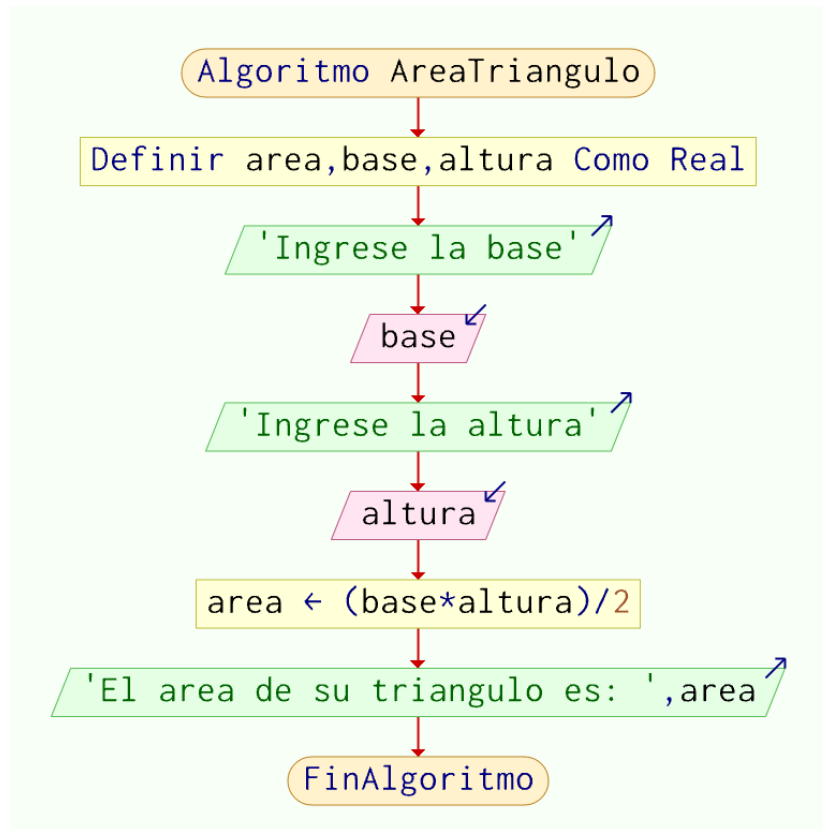 Algoritmo AreaTriangulo
Definir area,base,altura Como Real
'Ingrese la base'
base
'Ingrese la altura'
altura
area ← (base*altura)/2
'El area de su triangulo es: ',area
FinAlgoritmo